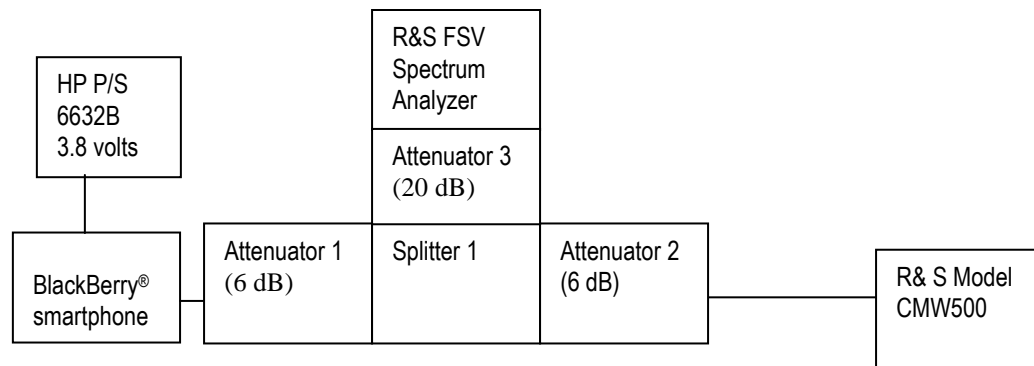 R&S FSV
Spectrum
Analyzer
HP P/S
6632B
3.8 volts
Attenuator 3
(20 dB)
Attenuator 1
(6 dB)
Splitter 1
Attenuator 2
(6 dB)
BlackBerry®
smartphone
R& S Model
CMW500